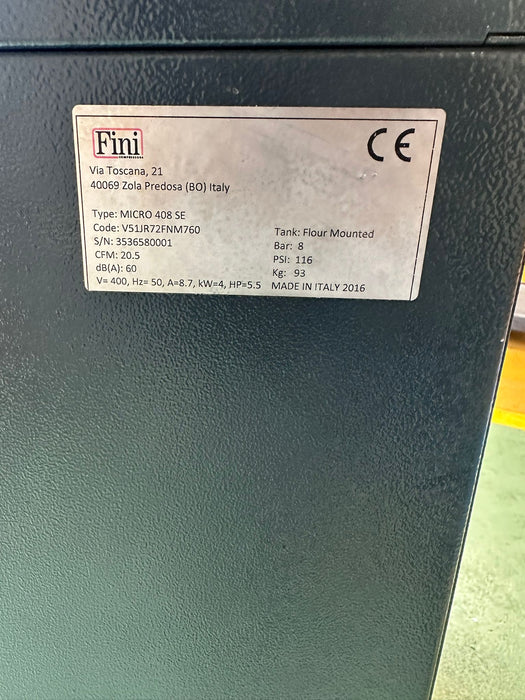 Fini
COMPRESSORS
CE
Via Toscana, 21
40069 Zola Predosa (BO) Italy
Type: MICRO 408 SE
Code: V51JR72FNM760
S/N: 3536580001
CFM: 20.5
dB(A): 60
V= 400, Hz= 50, A=8.7, kW=4, HP=5.5
Tank: Flour Mounted
Bar: 8
PSI: 116
Kg: 93
MADE IN ITALY 2016